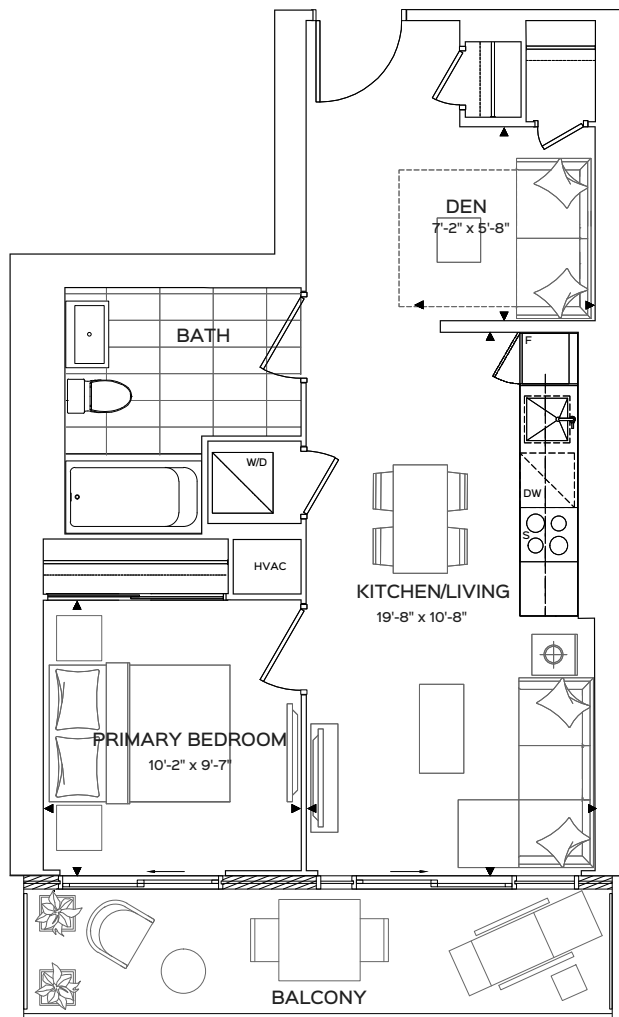 DEN
7'-2" x 5'-8"
BATH
F
W/D
DW
S
HVAC
KITCHEN/LIVING
19'-8" x 10'-8"
PRIMARY BEDROOM
10'-2" x 9'-7"
BALCONY